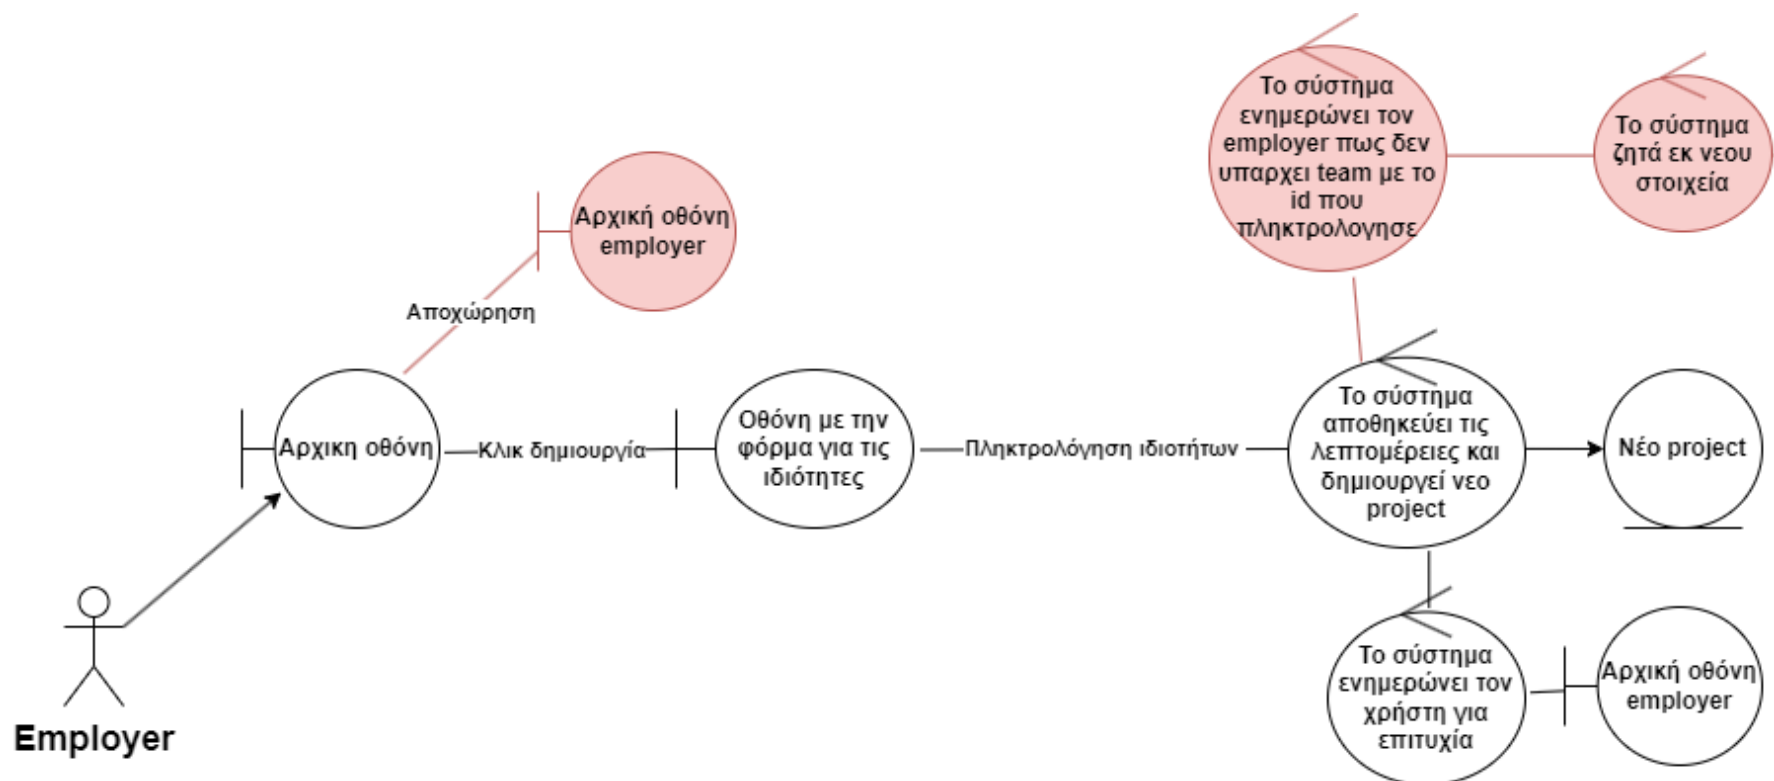 Το σύστημα
ενημερώνει τον
employer πως δεν
υπαρχει team με το
id που
πληκτρολογησε
Το σύστημα
ζητά εκ νεου
στοιχεία
Αρχική οθόνη
employer
Αποχώρηση
Αρχικη οθόνη
Κλικ δημιουργία
Οθόνη με την
φόρμα για τις
ιδιότητες
Πληκτρολόγηση ιδιοτήτων
Το σύστημα
αποθηκεύει τις
λεπτομέρειες και
δημιουργεί νεο
project
Νέο project
Το σύστημα
ενημερώνει τον
χρήστη για
επιτυχία
Αρχική οθόνη
employer
Employer